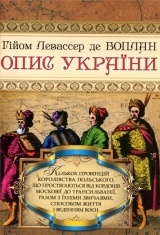 Гійом Левассер де БОПЛАН
ОПИС УКРАЇНИ
КІЛЬКОХ ПРОВІНЦІЙ
КОРОЛІВСТВА ПОЛЬСЬКОГО,
ЩО ПРОСТЯГАЮТЬСЯ ВІД КОРДОНІВ
МОСКОВІЇ ДО ТРАНСИЛЬВАНІЇ,
РАЗОМ З ЇХНІМИ ЗВИЧАЯМИ,
СПОСОБОМ ЖИТТЯ
І ВЕДЕННЯМ ВОЄН